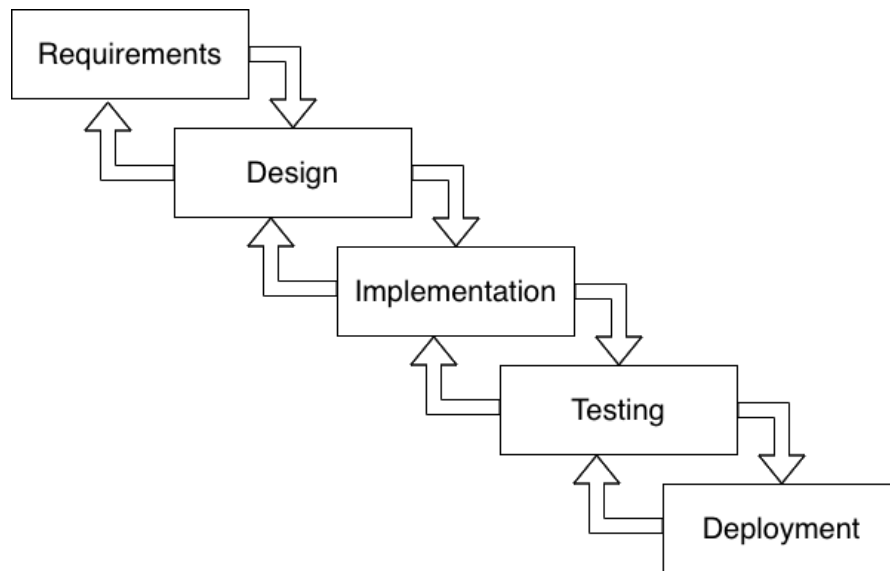 Requirements
Design
Implementation
Testing
Deployment